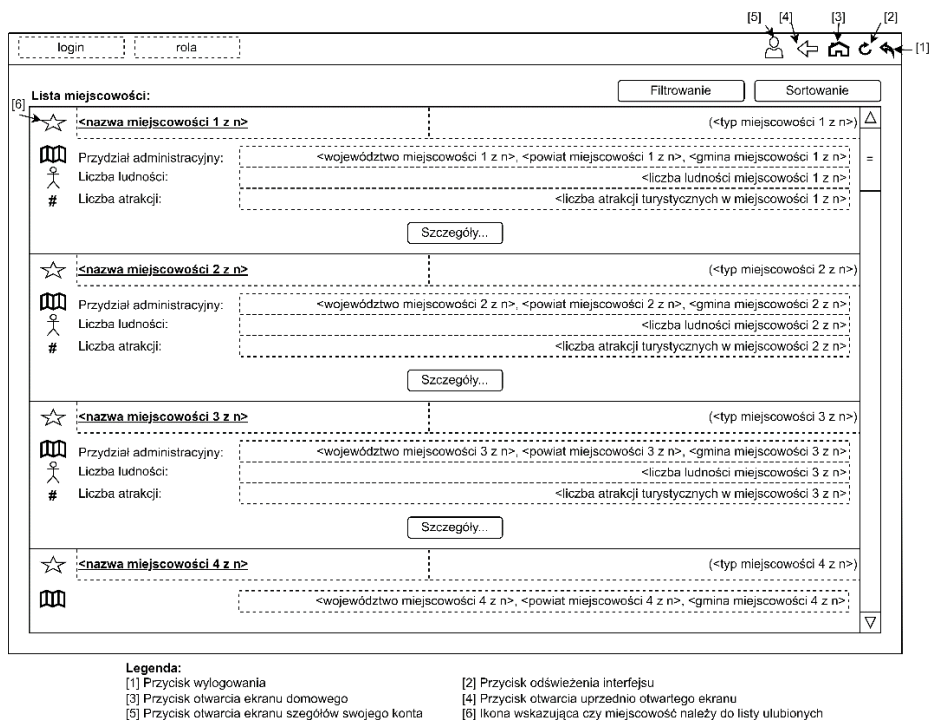 [5] [4] [3] [2]
login rola [1]
Filtrowanie Sortowanie
Lista miejscowości:
[6]
<nazwa miejscowości 1 z n> (<typ miejscowości 1 z n>)
Przydział administracyjny: <województwo miejscowości 1 z n>, <powiat miejscowości 1 z n>, <gmina miejscowości 1 z n>
Liczba ludności: <liczba ludności miejscowości 1 z n>
# Liczba atrakcji: <liczba atrakcji turystycznych w miejscowości 1 z n>
Szczegóły...
<nazwa miejscowości 2 z n> (<typ miejscowości 2 z n>)
Przydział administracyjny: <województwo miejscowości 2 z n>, <powiat miejscowości 2 z n>, <gmina miejscowości 2 z n>
Liczba ludności: <liczba ludności miejscowości 2 z n>
# Liczba atrakcji: <liczba atrakcji turystycznych w miejscowości 2 z n>
Szczegóły...
<nazwa miejscowości 3 z n> (<typ miejscowości 3 z n>)
Przydział administracyjny: <województwo miejscowości 3 z n>, <powiat miejscowości 3 z n>, <gmina miejscowości 3 z n>
Liczba ludności: <liczba ludności miejscowości 3 z n>
# Liczba atrakcji: <liczba atrakcji turystycznych w miejscowości 3 z n>
Szczegóły...
<nazwa miejscowości 4 z n> (<typ miejscowości 4 z n>)
<województwo miejscowości 4 z n>, <powiat miejscowości 4 z n>, <gmina miejscowości 4 z n>
Legenda:
[1] Przycisk wylogowania [2] Przycisk odświeżenia interfejsu
[3] Przycisk otwarcia ekranu domowego [4] Przycisk otwarcia uprzednio otwartego ekranu
[5] Przycisk otwarcia ekranu szegółów swojego konta [6] Ikona wskazująca czy miejscowość należy do listy ulubionych